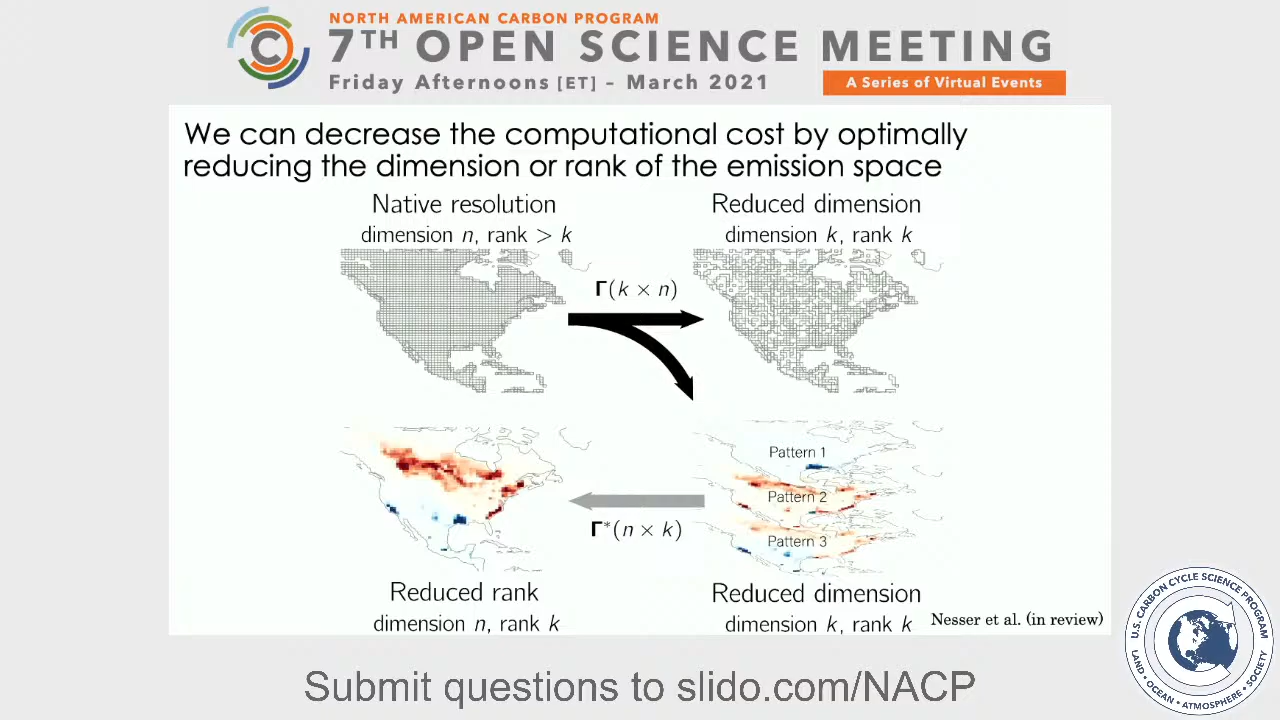 NORTH AMERICAN CARBON PROGRAM
7TH OPEN SCIENCE MEETING
Friday Afternoons [ET] – March 2021
A Series of Virtual Events
We can decrease the computational cost by optimally
reducing the dimension or rank of the emission space
Native resolution
dimension n, rank > k
Reduced dimension
dimension k, rank k
Γ(k × n)
Pattern 1
Pattern 2
Pattern 3
Γ*(n × k)
Reduced rank
dimension n, rank k
Reduced dimension
dimension k, rank k
Nesser et al. (in review)
U.S. CARBON CYCLE SCIENCE PROGRAM
LAND • OCEAN • ATMOSPHERE • SOCIETY
Submit questions to slido.com/NACP